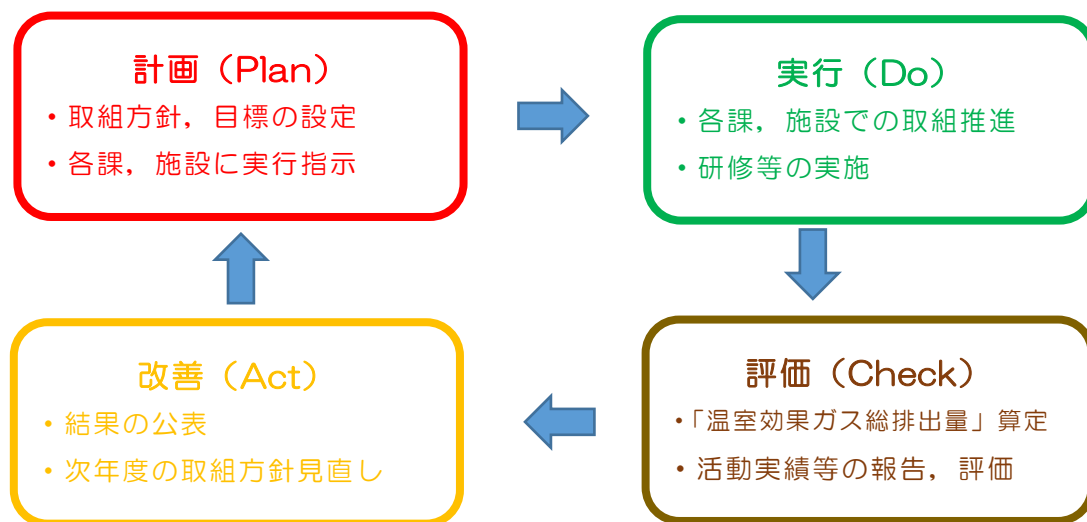 計画（Plan）
・取組方針，目標の設定
・各課，施設に実行指示
実行（Do）
・各課，施設での取組推進
・研修等の実施
改善（Act）
・結果の公表
・次年度の取組方針見直し
評価（Check）
・「温室効果ガス総排出量」算定
・活動実績等の報告，評価